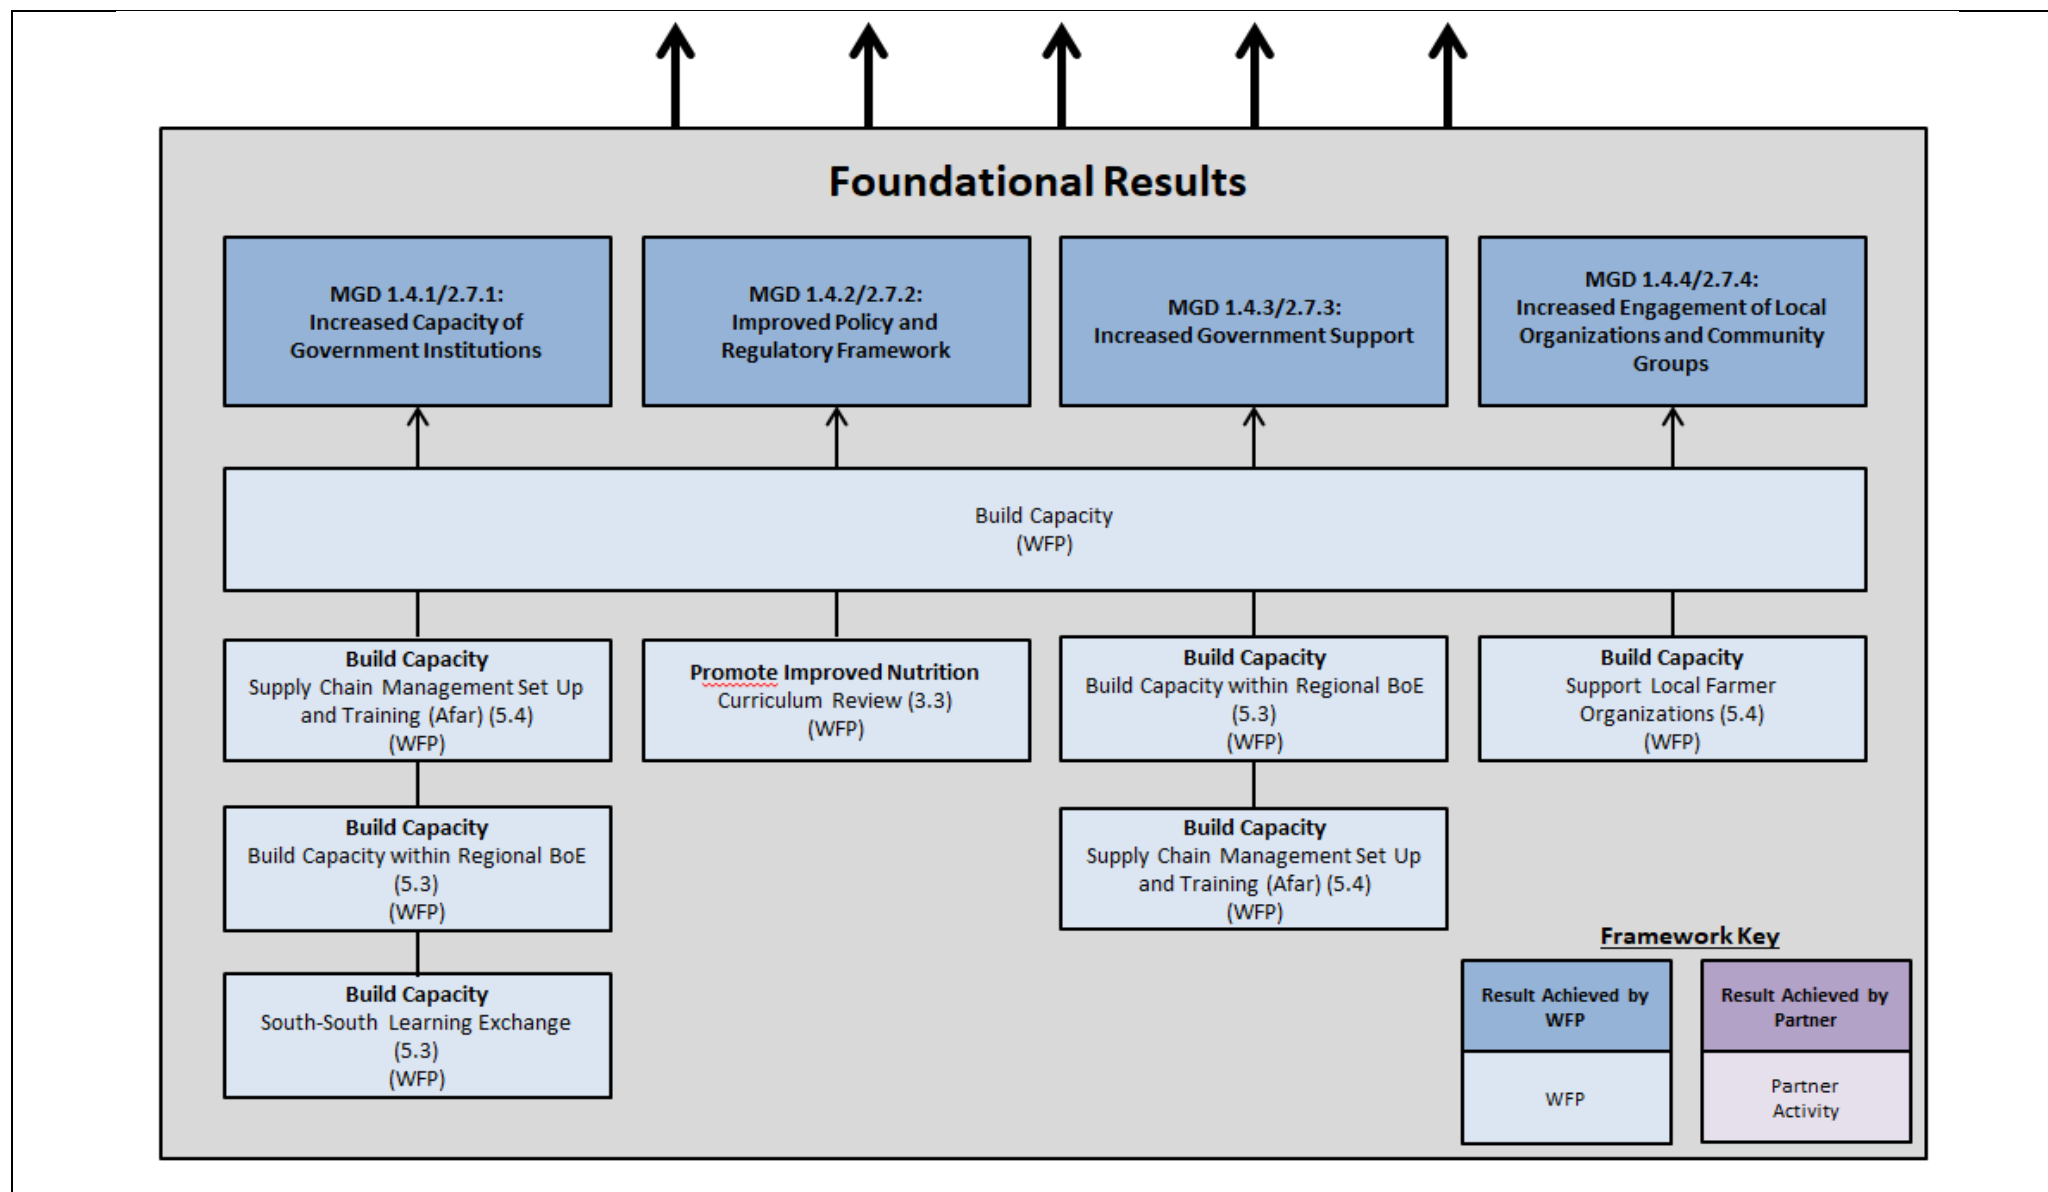 Foundational Results
MGD 1.4.1/2.7.1:
Increased Capacity of
Government Institutions
MGD 1.4.2/2.7.2:
Improved Policy and
Regulatory Framework
MGD 1.4.3/2.7.3:
Increased Government Support
MGD 1.4.4/2.7.4:
Increased Engagement of Local
Organizations and Community
Groups
Build Capacity
(WFP)
Build Capacity
Supply Chain Management Set Up
and Training (Afar) (5.4)
(WFP)
Promote Improved Nutrition
Curriculum Review (3.3)
(WFP)
Build Capacity
Build Capacity within Regional BoE
(5.3)
(WFP)
Build Capacity
Support Local Farmer
Organizations (5.4)
(WFP)
Build Capacity
Build Capacity within Regional BoE
(5.3)
(WFP)
Build Capacity
Supply Chain Management Set Up
and Training (Afar) (5.4)
(WFP)
Build Capacity
South-South Learning Exchange
(5.3)
(WFP)
Framework Key
Result Achieved by
WFP
Result Achieved by
Partner
WFP
Partner
Activity